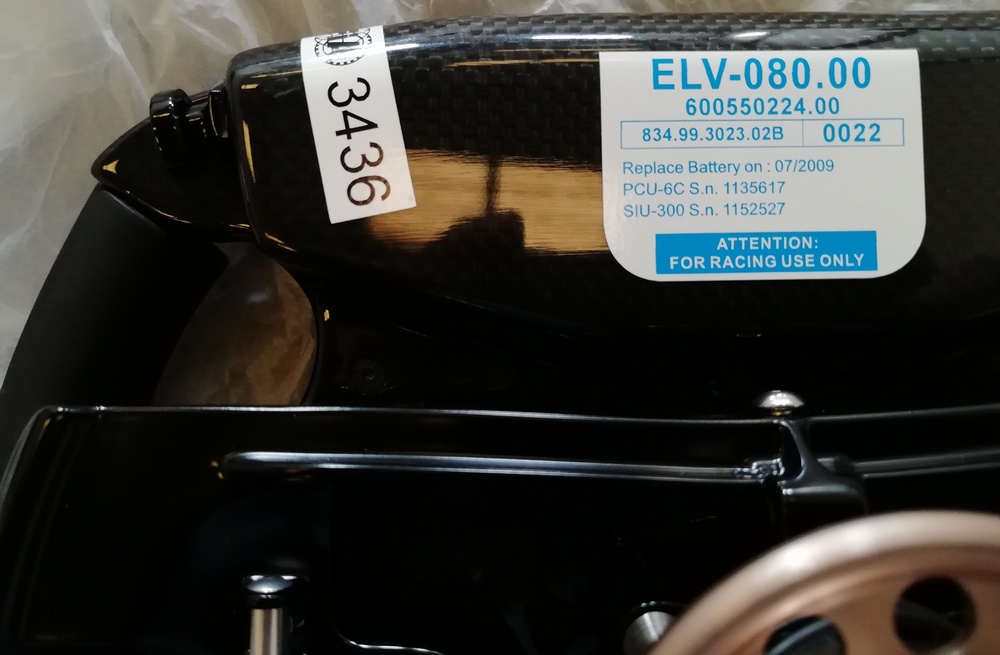 3436
ELV-080.00
600550224.00
834.99.3023.02B 0022
Replace Battery on : 07/2009
PCU-6C S.n. 1135617
SIU-300 S.n. 1152527
ATTENTION:
FOR RACING USE ONLY